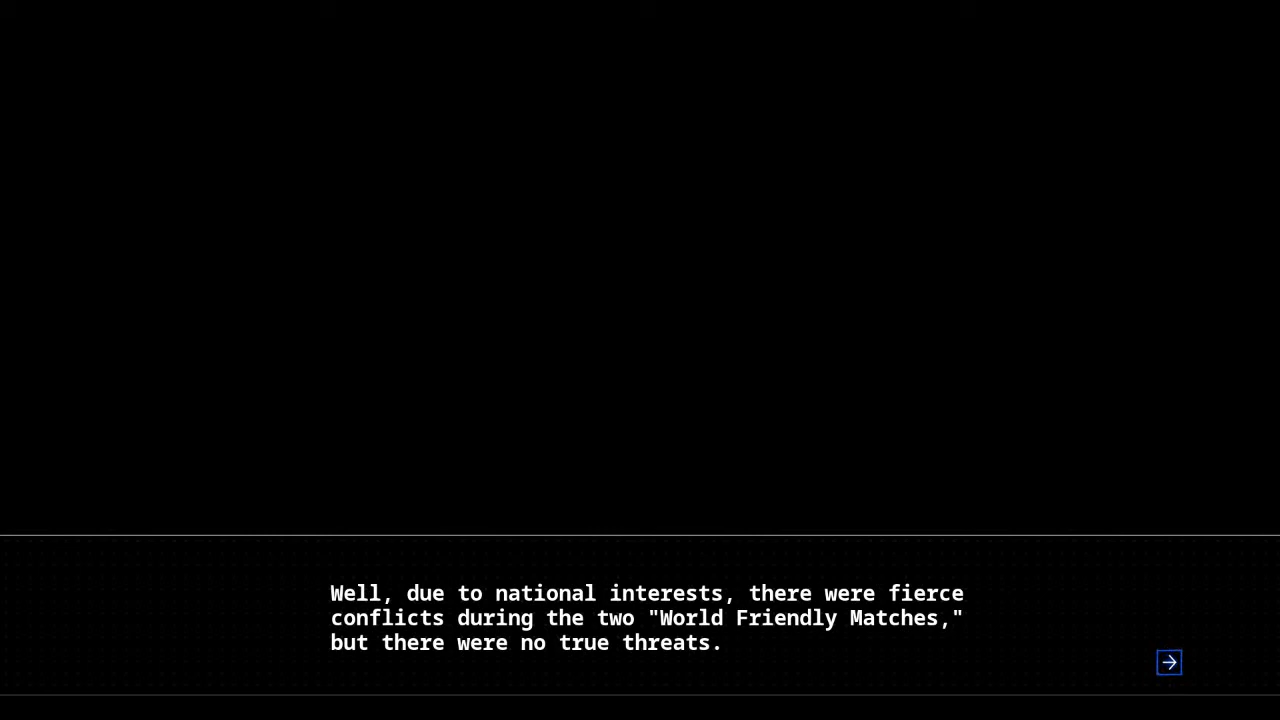 Well, due to national interests, there were fierce
conflicts during the two "World Friendly Matches,"
but there were no true threats.